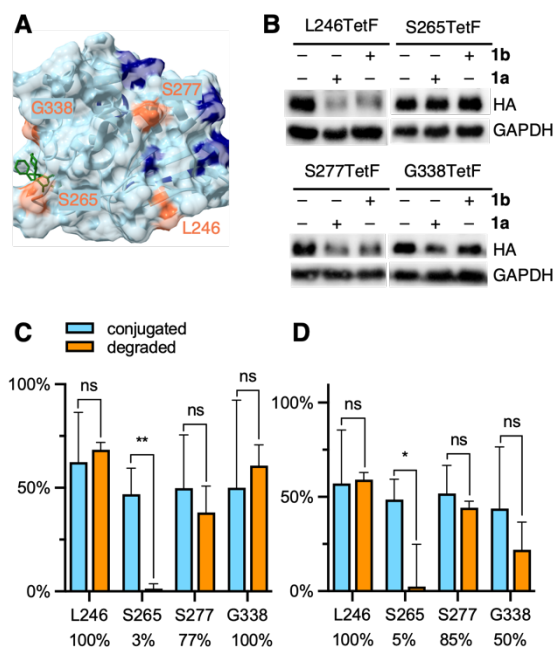 A
G338
S277
S265
L246
B
L246TetF S265TetF
– – + – – + 1b
– + – – + – 1a
HA
GAPDH
S277TetF G338TetF
– – + – – + 1b
– + – – + – 1a
HA
GAPDH
C
conjugated
degraded
100%
50%
0%
ns
**
ns
ns
L246 S265 S277 G338
100% 3% 77% 100%
D
100%
50%
0%
ns
*
ns
ns
L246 S265 S277 G338
100% 5% 85% 50%